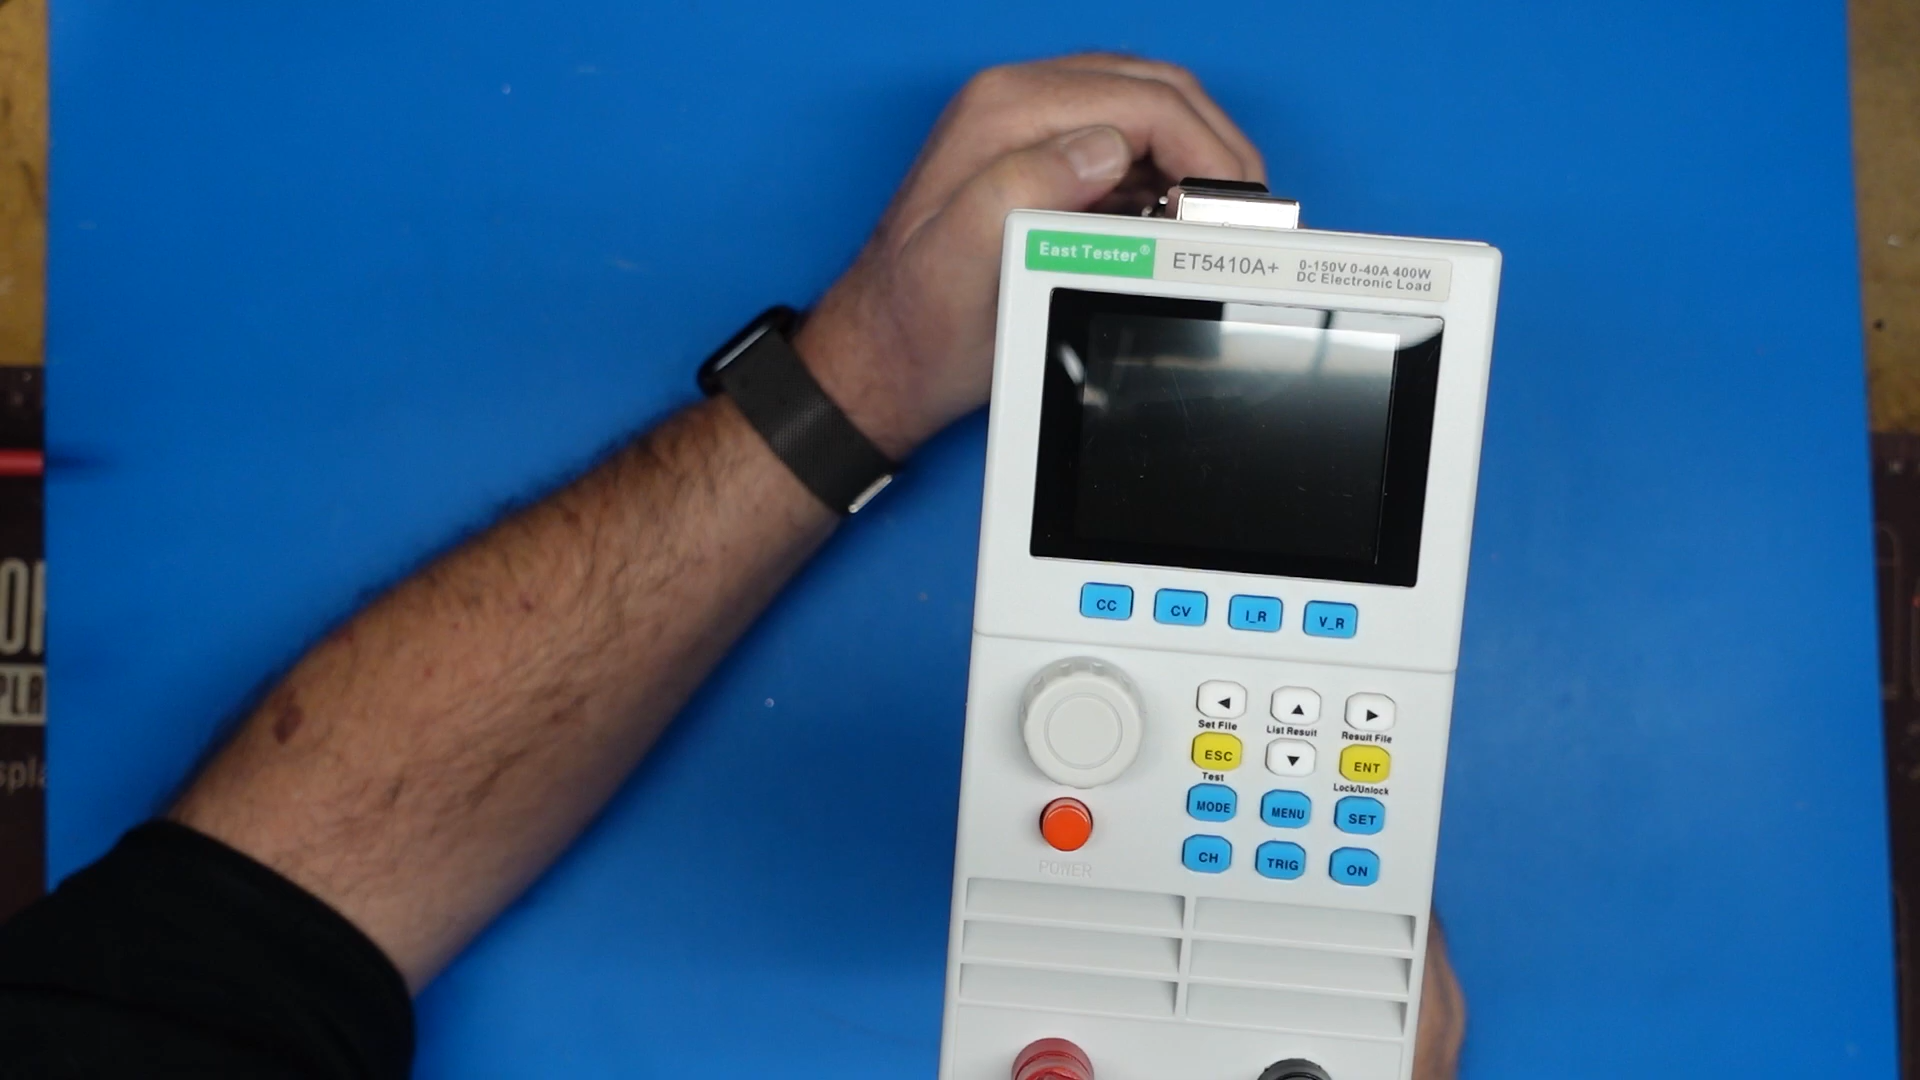 East Tester®
ET5410A+
0-150V 0-40A 400W
DC Electronic Load
CC
CV
I_R
V_R
Set File
List Result
Result File
ESC
ENT
Test
Lock/Unlock
MODE
MENU
SET
CH
TRIG
ON
POWER